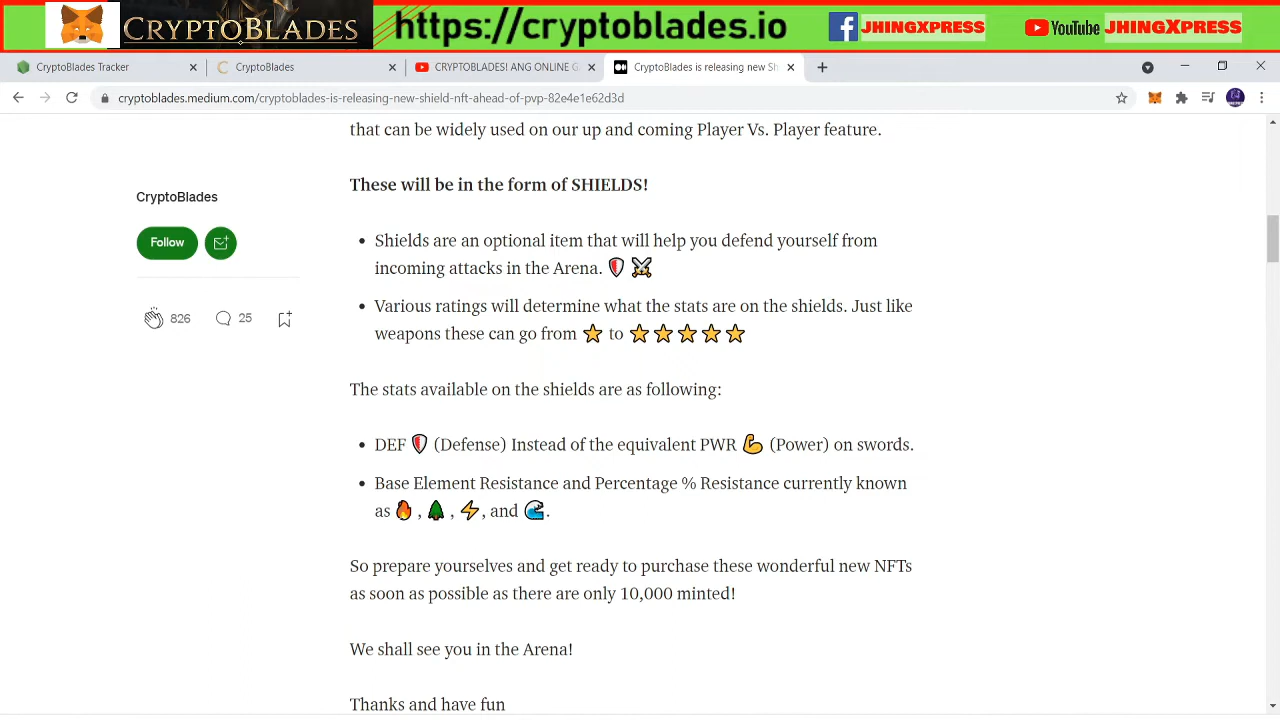 CRYPTOBLADES
https://cryptoblades.io
JHINGXPRESS
YouTube JHINGXPRESS
CryptoBlades Tracker
CryptoBlades
CRYPTOBLADES! ANG ONLINE G
CryptoBlades is releasing new Sh
cryptoblades.medium.com/cryptoblades-is-releasing-new-shield-nft-ahead-of-pvp-82e4e1e62d3d
that can be widely used on our up and coming Player Vs. Player feature.
CryptoBlades
Follow
826
25
These will be in the form of SHIELDS!
• Shields are an optional item that will help you defend yourself from
incoming attacks in the Arena. 🛡️ ⚔️
• Various ratings will determine what the stats are on the shields. Just like
weapons these can go from ⭐ to ⭐⭐⭐⭐⭐
The stats available on the shields are as following:
• DEF 🛡️ (Defense) Instead of the equivalent PWR 💪 (Power) on swords.
• Base Element Resistance and Percentage % Resistance currently known
as 🔥 , 🌲 , ⚡, and 🌊.
So prepare yourselves and get ready to purchase these wonderful new NFTs
as soon as possible as there are only 10,000 minted!
We shall see you in the Arena!
Thanks and have fun